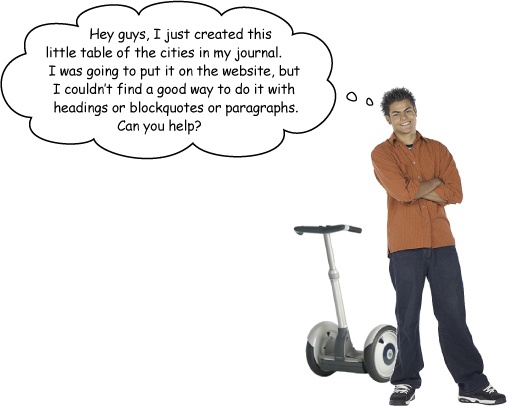 Hey guys, I just created this
little table of the cities in my journal.
I was going to put it on the website, but
I couldn't find a good way to do it with
headings or blockquotes or paragraphs.
Can you help?